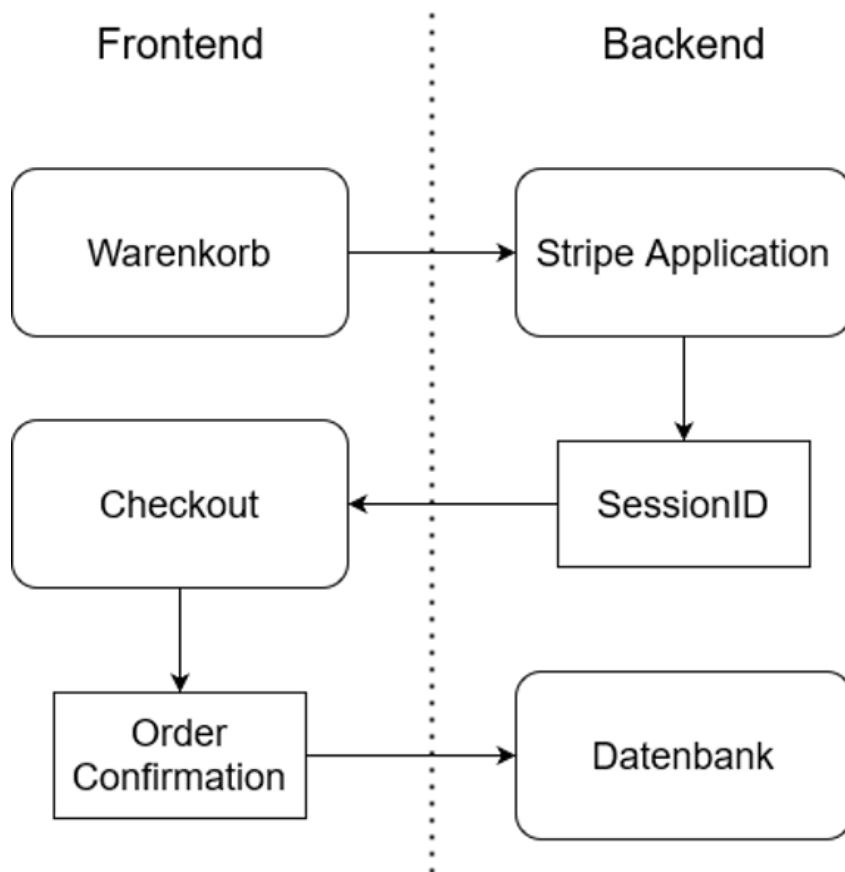 Frontend
Backend
Warenkorb
Stripe Application
Checkout
SessionID
Order
Confirmation
Datenbank